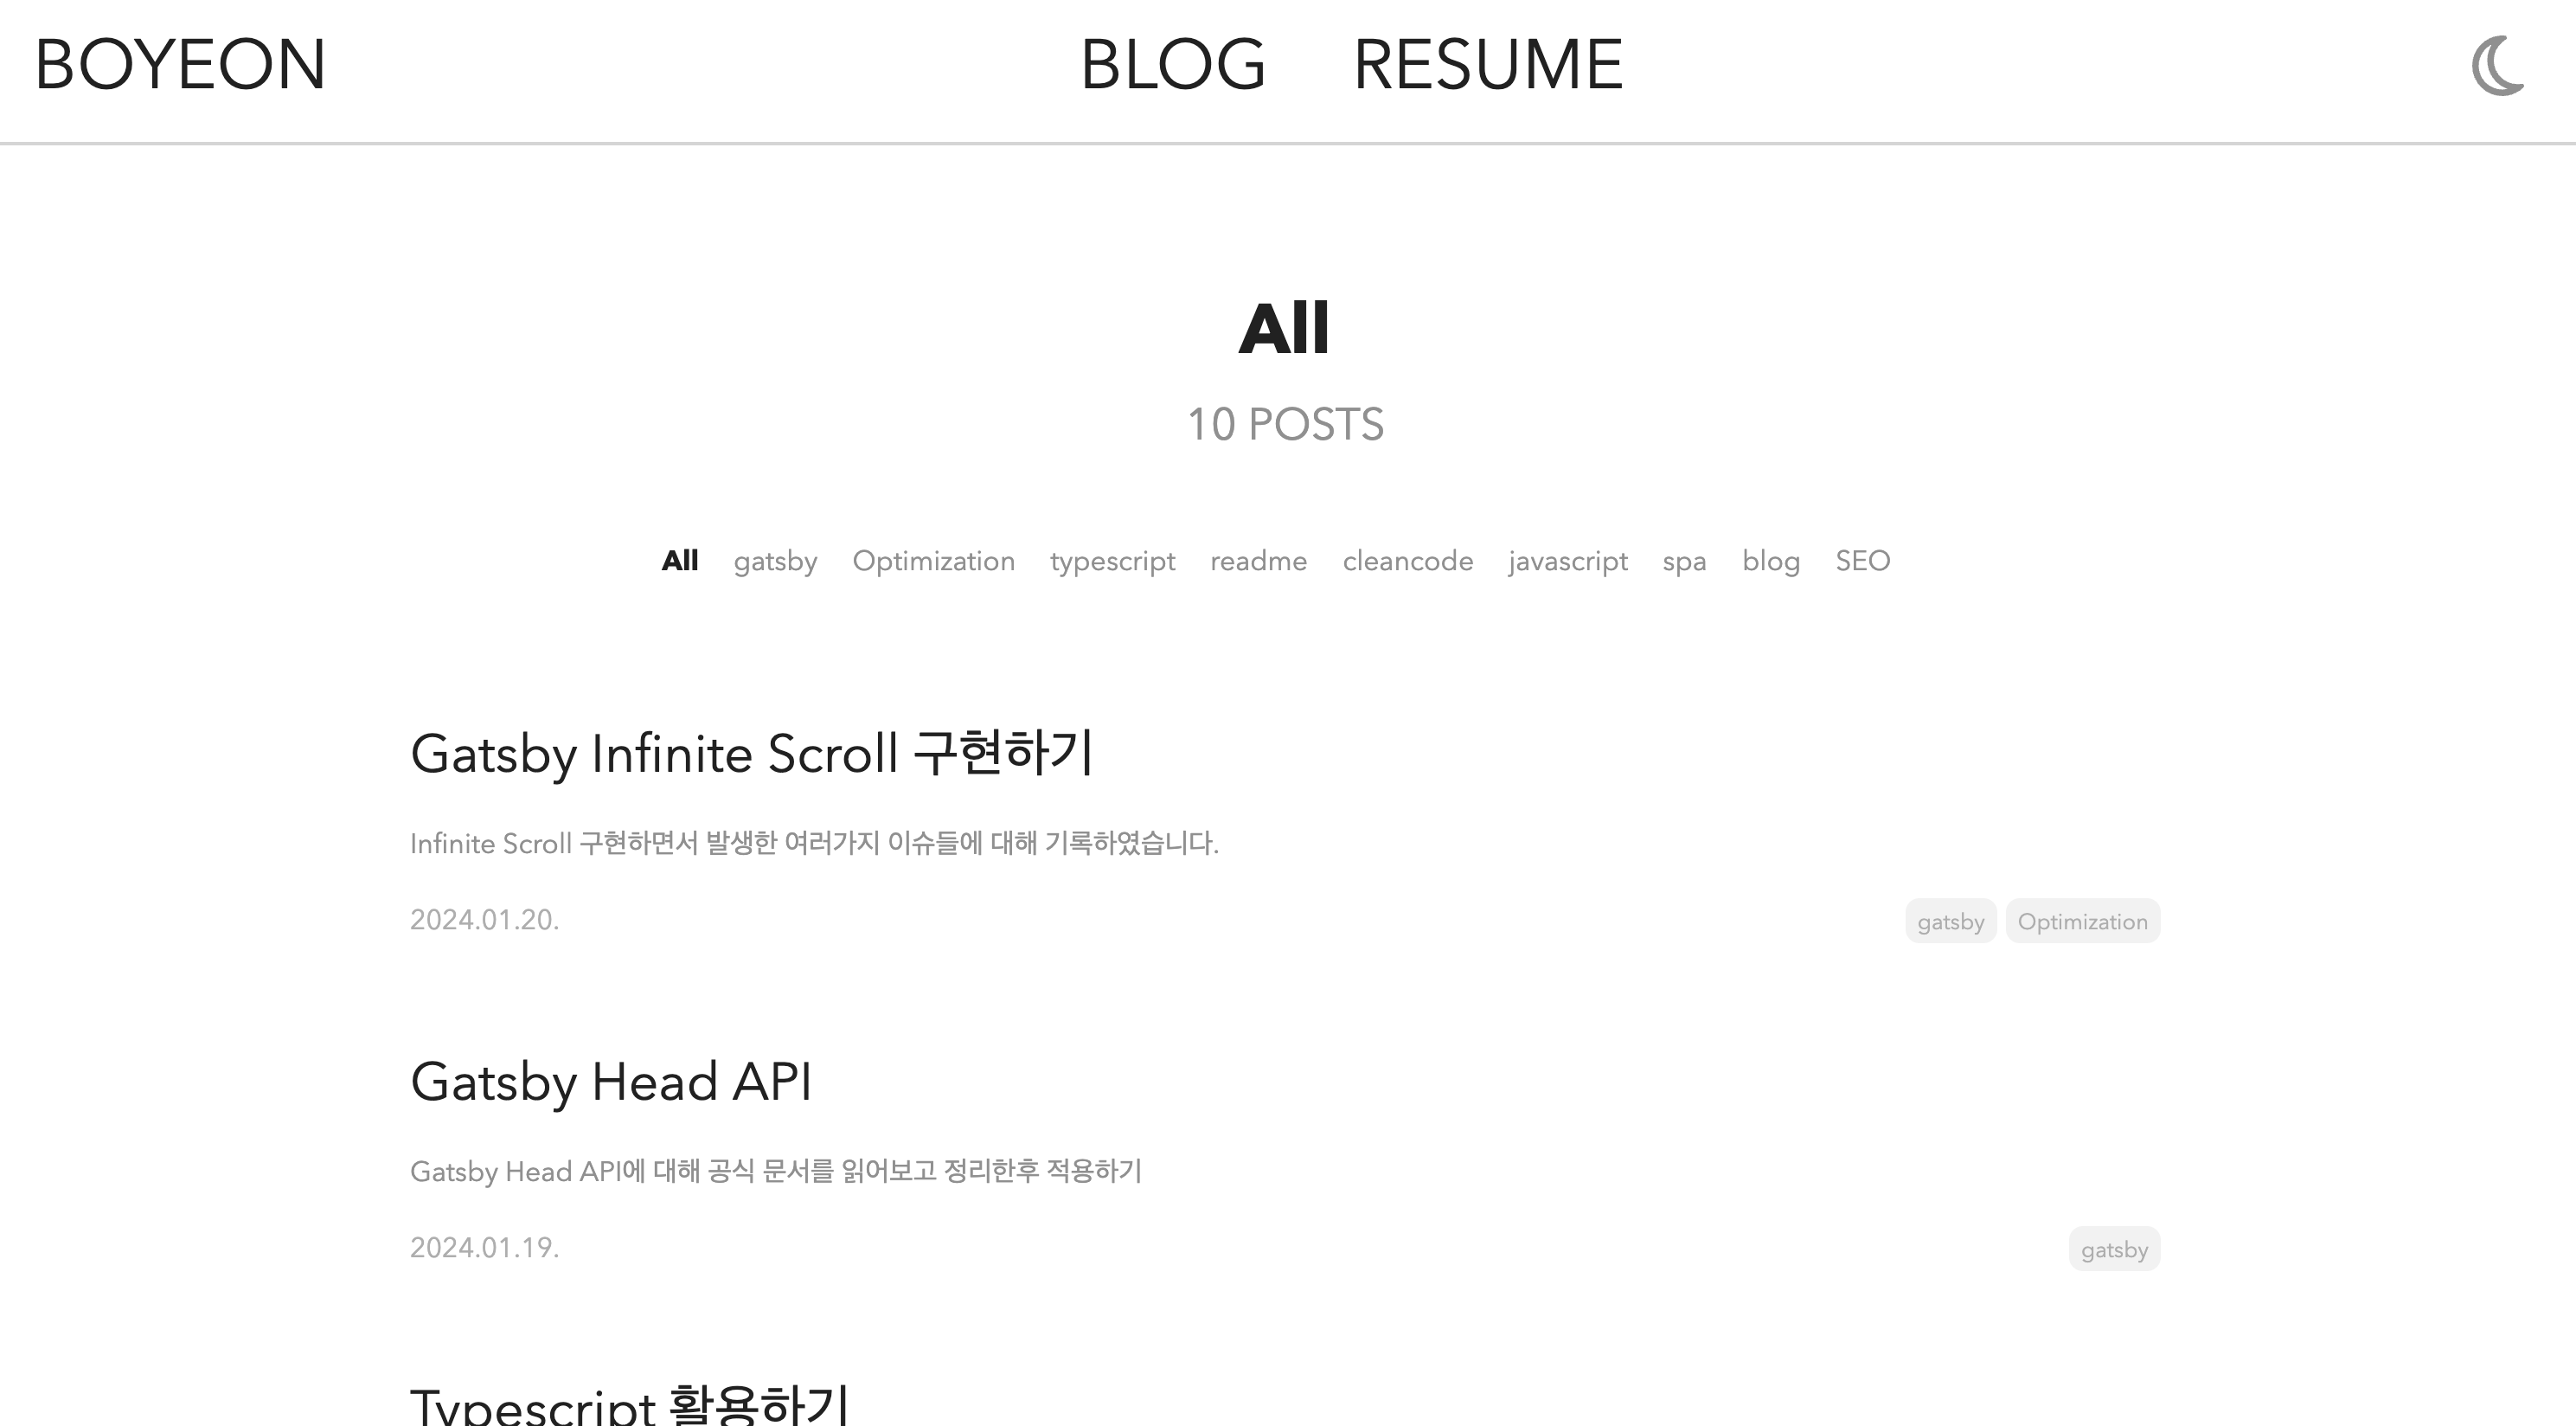 BOYEON BLOG RESUME
All
10 POSTS
All gatsby Optimization typescript readme cleancode javascript spa blog SEO
Gatsby Infinite Scroll 구현하기
Infinite Scroll 구현하면서 발생한 여러가지 이슈들에 대해 기록하였습니다.
2024.01.20. gatsby Optimization
Gatsby Head API
Gatsby Head API에 대해 공식 문서를 읽어보고 정리한후 적용하기
2024.01.19. gatsby
Typescript 활용하기